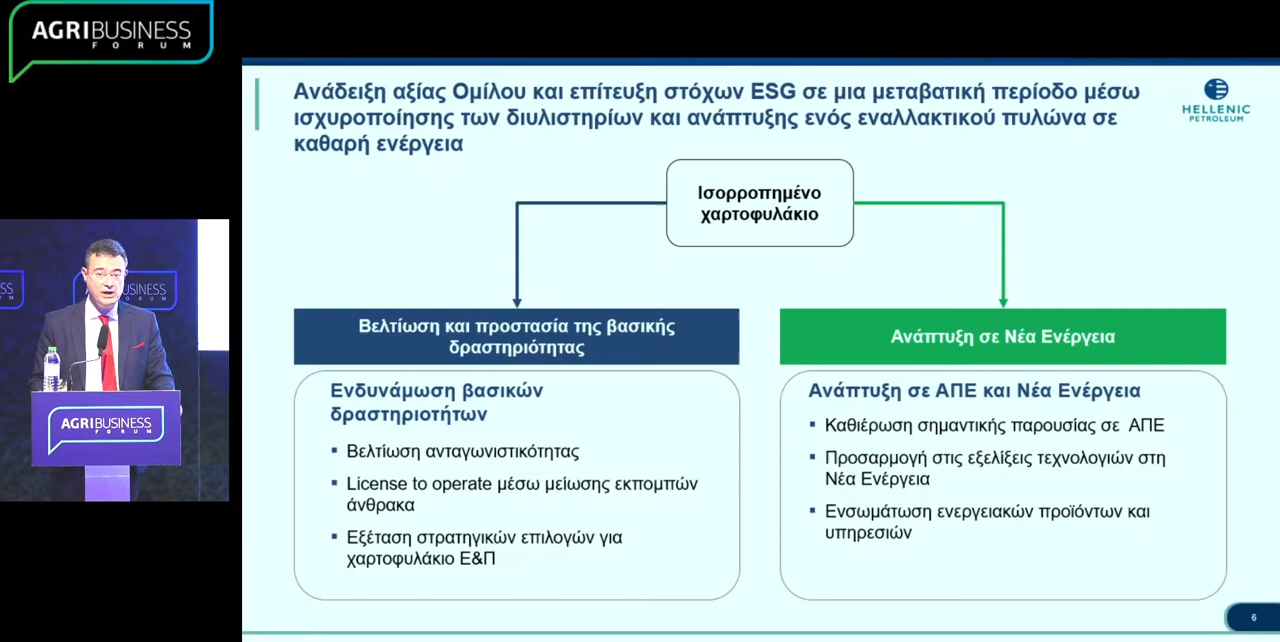 AGRIBUSINESS
FORUM
Ανάδειξη αξίας Ομίλου και επίτευξη στόχων ESG σε μια μεταβατική περίοδο μέσω
ισχυροποίησης των διυλιστηρίων και ανάπτυξης ενός εναλλακτικού πυλώνα σε
καθαρή ενέργεια
HELLENIC
PETROLEUM
Ισορροπημένο
χαρτοφυλάκιο
Βελτίωση και προστασία της βασικής
δραστηριότητας
Ενδυνάμωση βασικών
δραστηριοτήτων
▪ Βελτίωση ανταγωνιστικότητας
▪ License to operate μέσω μείωσης εκπομπών
άνθρακα
▪ Εξέταση στρατηγικών επιλογών για
χαρτοφυλάκιο Ε&Π
Ανάπτυξη σε Νέα Ενέργεια
Ανάπτυξη σε ΑΠΕ και Νέα Ενέργεια
▪ Καθιέρωση σημαντικής παρουσίας σε ΑΠΕ
▪ Προσαρμογή στις εξελίξεις τεχνολογιών στη
Νέα Ενέργεια
▪ Ενσωμάτωση ενεργειακών προϊόντων και
υπηρεσιών
6
USINESS
FORUM
AGRIBUSINESS
FORUM